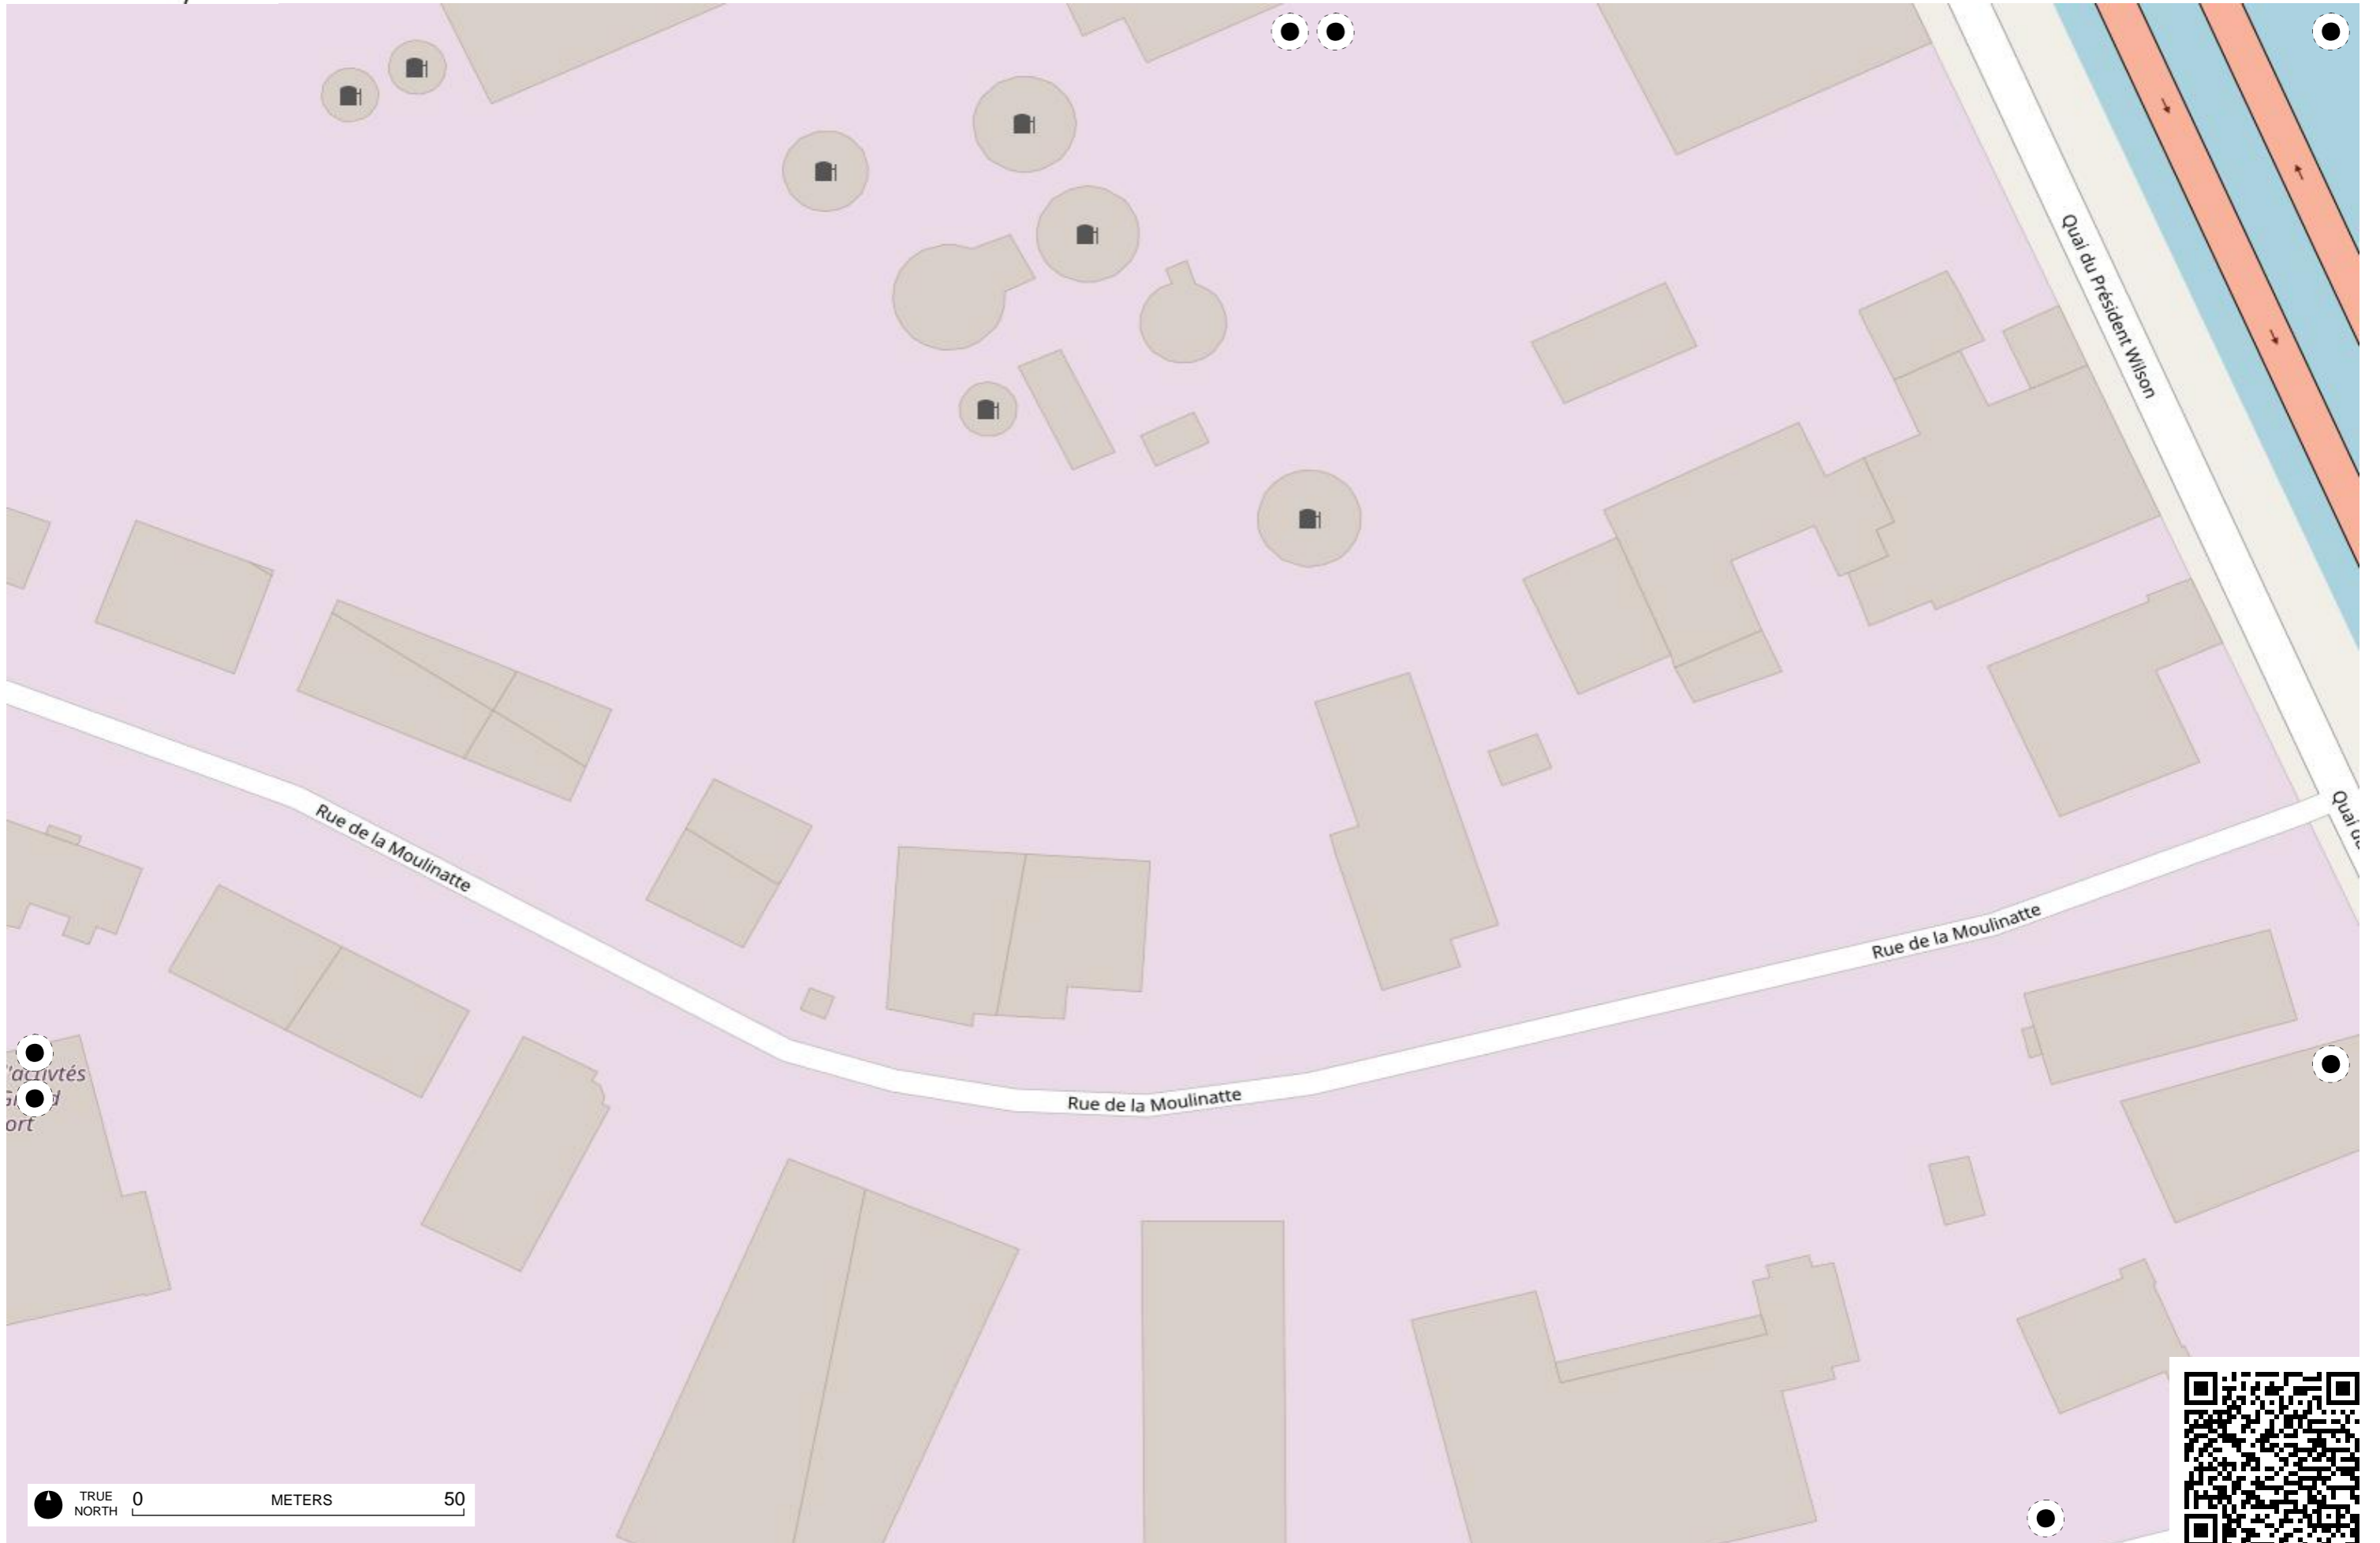 Quai du Président Wilson
Quai du
Rue de la Moulinatte
Rue de la Moulinatte
Rue de la Moulinatte
'activtés
ort
TRUE
NORTH
0
METERS
50